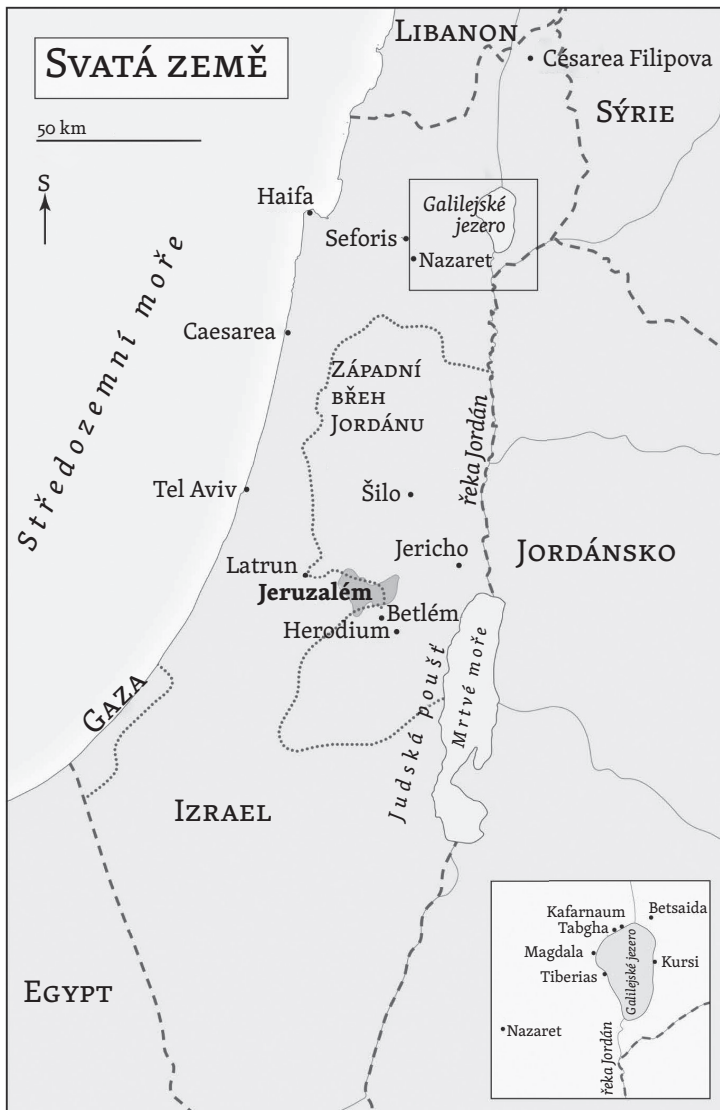 Libanon
Svatá země
Césarea Filipova
50 km
Sýrie
S
Haifa
Galilejské
jezero
Seforis
Nazaret
Středozemní moře
Caesarea
Západní
břeh
Jordánu
řeka Jordán
Tel Aviv
Šilo
Jericho
Jordánsko
Latrun
Jeruzalém
Betlém
Herodium
Judská poušť
Mrtvé moře
Gaza
Izrael
Egypt
Kafarnaum
Betsaida
Tabgha
Magdala
Galilejské jezero
Kursi
Tiberias
Nazaret
řeka Jordán